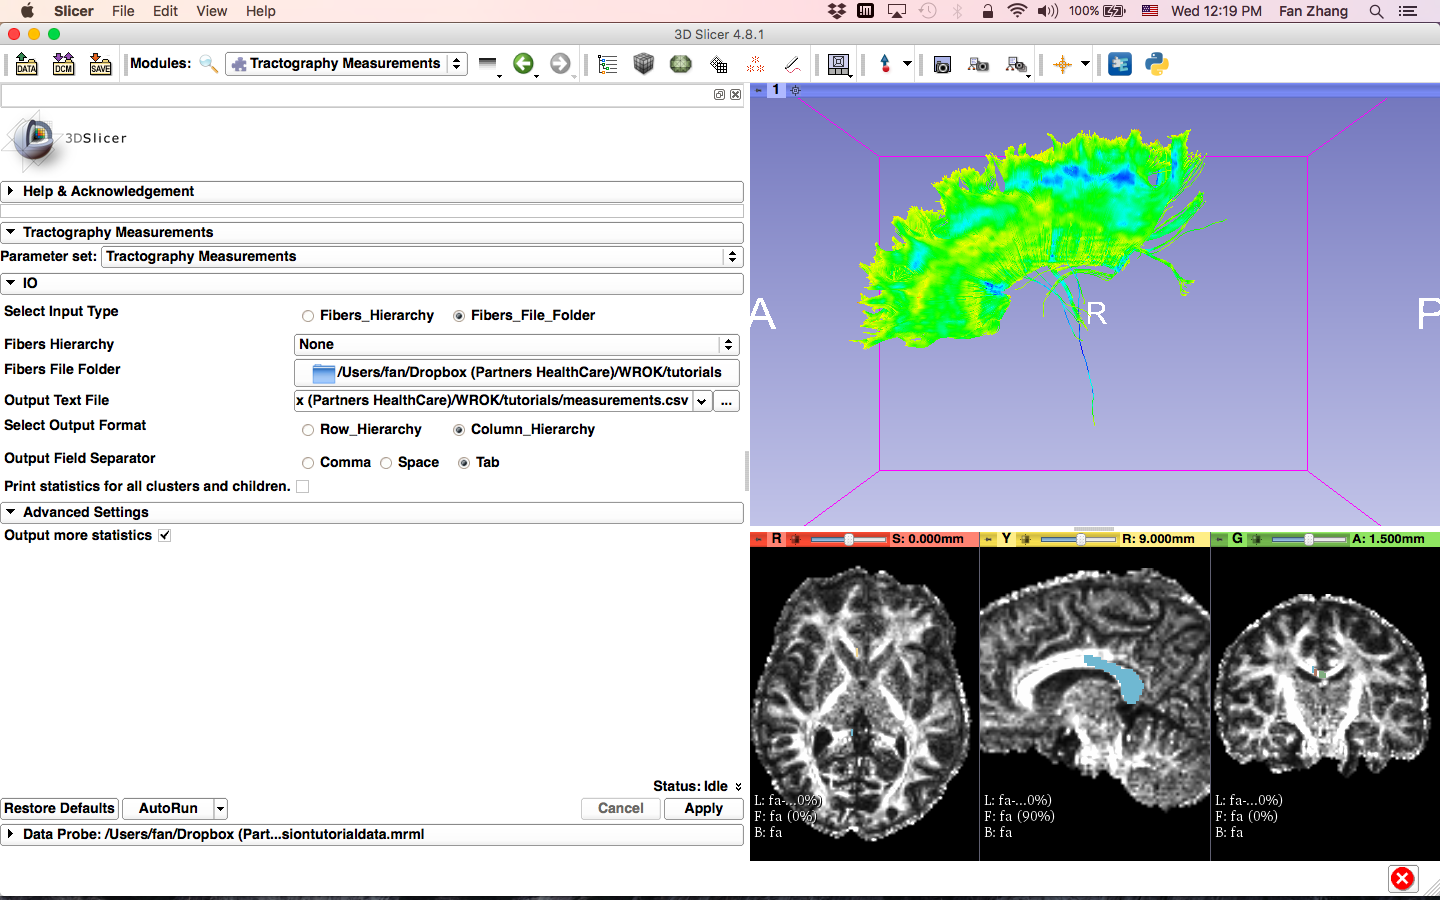 Slicer File Edit View Help 100% Wed 12:19 PM Fan Zhang
3D Slicer 4.8.1
DATA DCM SAVE Modules: Tractography Measurements
1
3DSlicer
Help & Acknowledgement
Tractography Measurements
Parameter set: Tractography Measurements
IO
Select Input Type Fibers_Hierarchy Fibers_File_Folder
Fibers Hierarchy None
Fibers File Folder /Users/fan/Dropbox (Partners HealthCare)/WROK/tutorials
Output Text File x (Partners HealthCare)/WROK/tutorials/measurements.csv ...
Select Output Format Row_Hierarchy Column_Hierarchy
Output Field Separator Comma Space Tab
Print statistics for all clusters and children.
Advanced Settings
Output more statistics
Status: Idle
Restore Defaults AutoRun Cancel Apply
Data Probe: /Users/fan/Dropbox (Part...siontutorialdata.mrml
A R P
R S: 0.000mm
Y R: 9.000mm
G A: 1.500mm
L: fa-...0%)
F: fa (0%)
B: fa
L: fa-...0%)
F: fa (90%)
B: fa
L: fa-...0%)
F: fa (0%)
B: fa